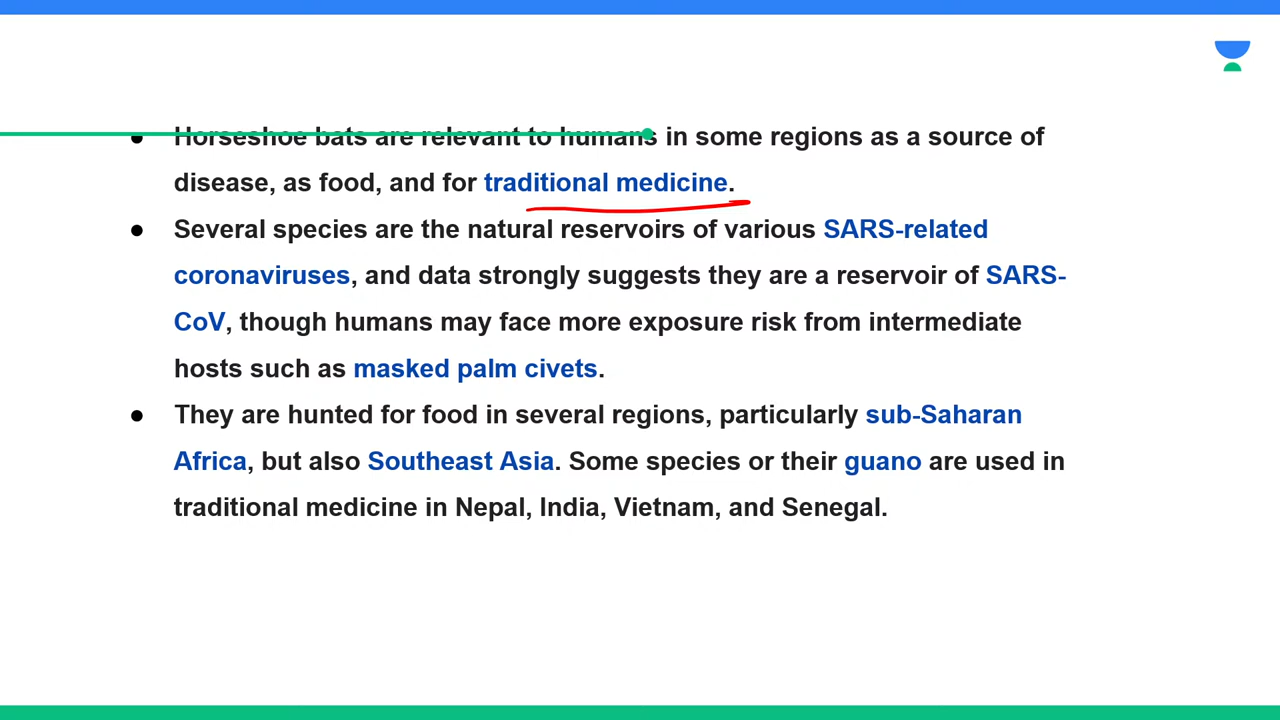 ● Horseshoe bats are relevant to humans in some regions as a source of
disease, as food, and for traditional medicine.
● Several species are the natural reservoirs of various SARS-related
coronaviruses, and data strongly suggests they are a reservoir of SARS-
CoV, though humans may face more exposure risk from intermediate
hosts such as masked palm civets.
● They are hunted for food in several regions, particularly sub-Saharan
Africa, but also Southeast Asia. Some species or their guano are used in
traditional medicine in Nepal, India, Vietnam, and Senegal.